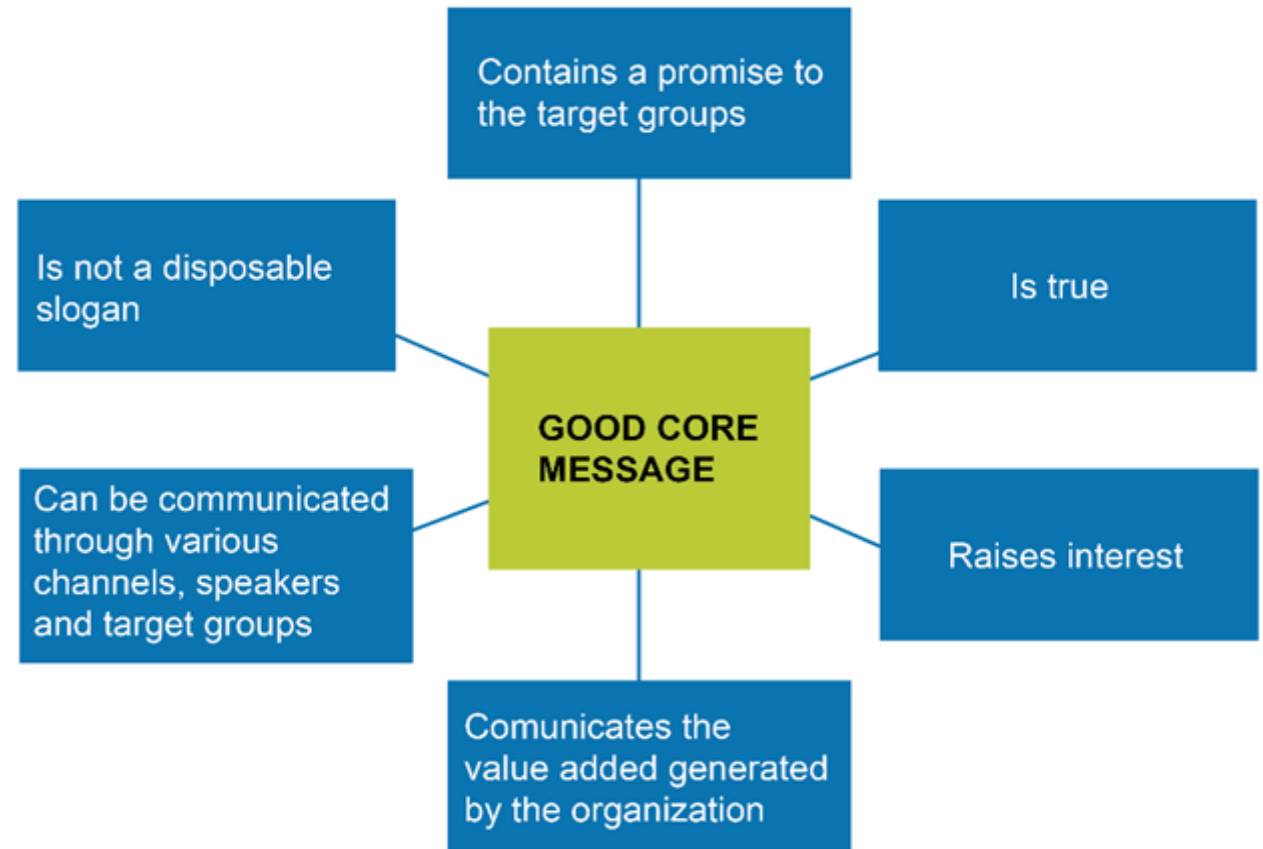 Contains a promise to
the target groups
Is not a disposable
slogan
Is true
GOOD CORE
MESSAGE
Can be communicated
through various
channels, speakers
and target groups
Raises interest
Comunicates the
value added generated
by the organization